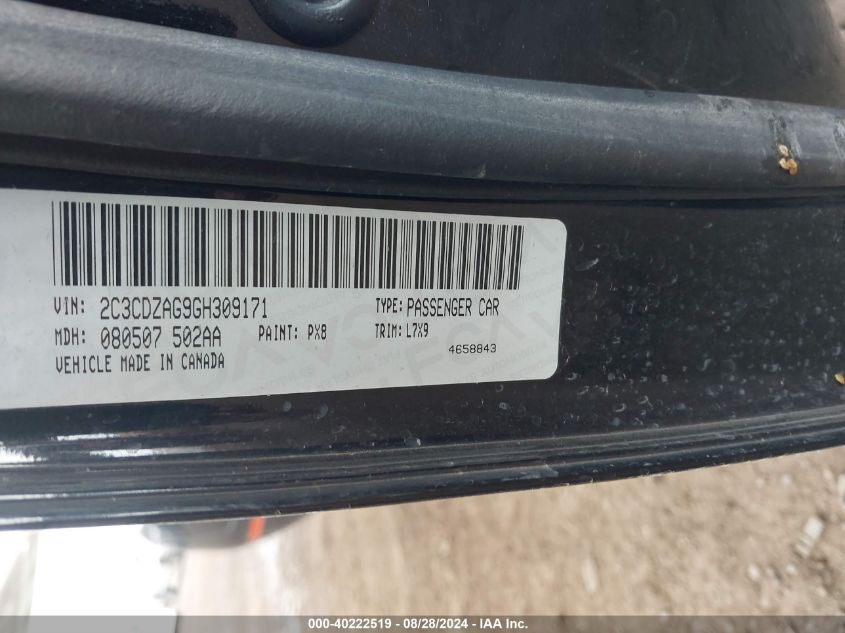 VIN: 2C3CDZAG9GH309171 TYPE: PASSENGER CAR
MDH: 080507 502AA PAINT: PX8 TRIM: L7X9
VEHICLE MADE IN CANADA 4658843
000-40222519 - 08/28/2024 - IAA Inc.